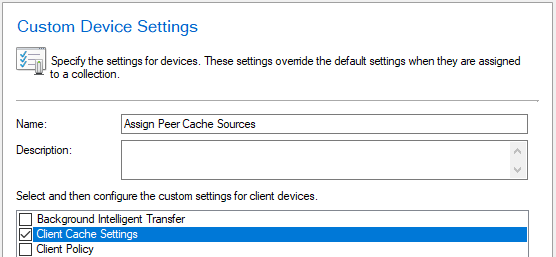 Custom Device Settings
Specify the settings for devices. These settings override the default settings when they are assigned
to a collection.
Name:
Assign Peer Cache Sources
Description:
Select and then configure the custom settings for client devices.
Background Intelligent Transfer
Client Cache Settings
Client Policy